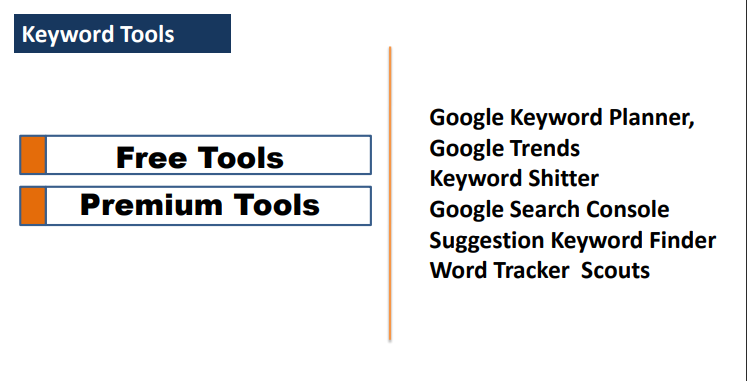 Keyword Tools
Free Tools
Premium Tools
Google Keyword Planner,
Google Trends
Keyword Shitter
Google Search Console
Suggestion Keyword Finder
Word Tracker  Scouts